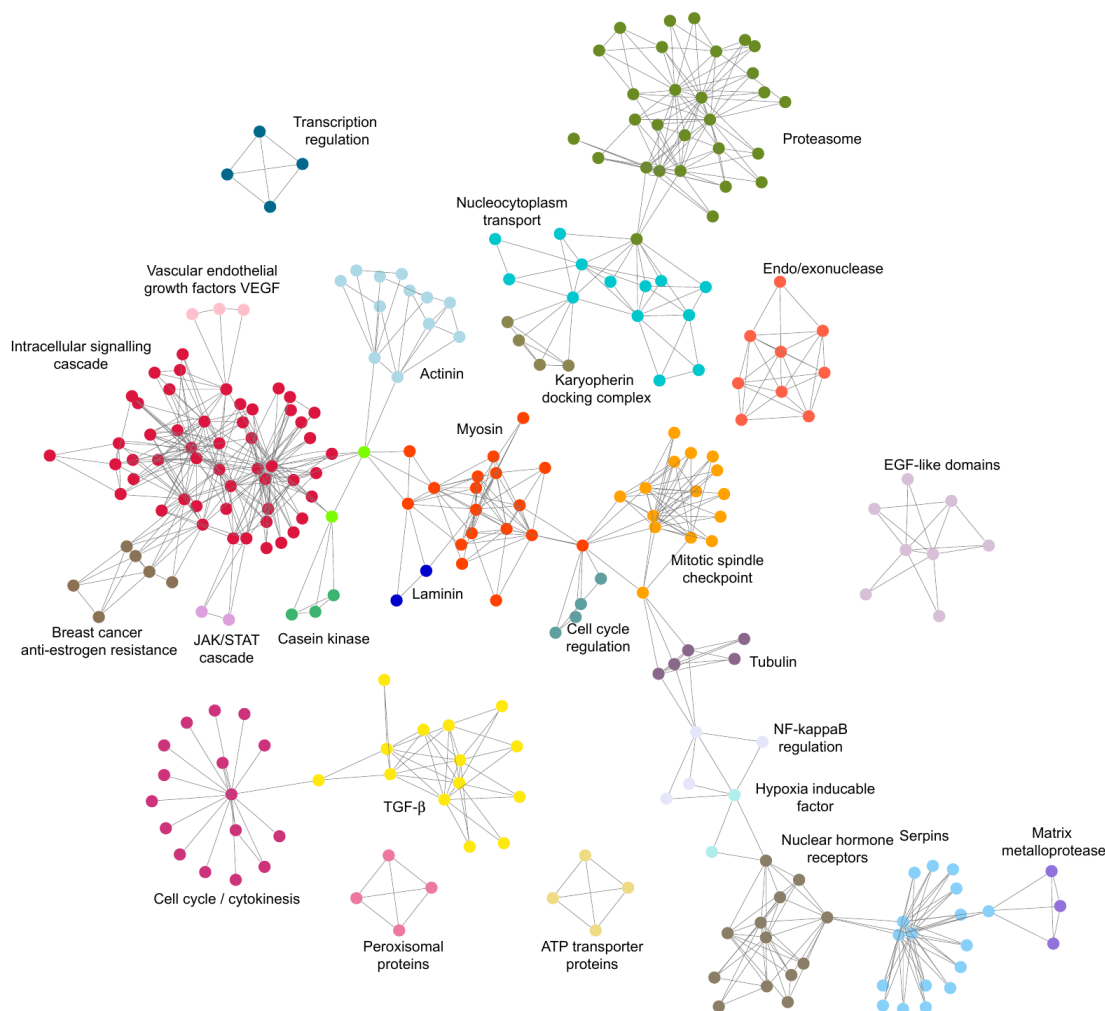 Transcription
regulation
Proteasome
Nucleocytoplasm
transport
Vascular endothelial
growth factors VEGF
Endo/exonuclease
Intracellular signalling
cascade
Actinin
Karyopherin
docking complex
Myosin
EGF-like domains
Mitotic spindle
checkpoint
Laminin
Breast cancer
anti-estrogen resistance
JAK/STAT
cascade
Casein kinase
Cell cycle
regulation
Tubulin
NF-kappaB
regulation
Hypoxia inducable
factor
TGF-β
Nuclear hormone
receptors
Serpins
Matrix
metalloprotease
Cell cycle / cytokinesis
Peroxisomal
proteins
ATP transporter
proteins